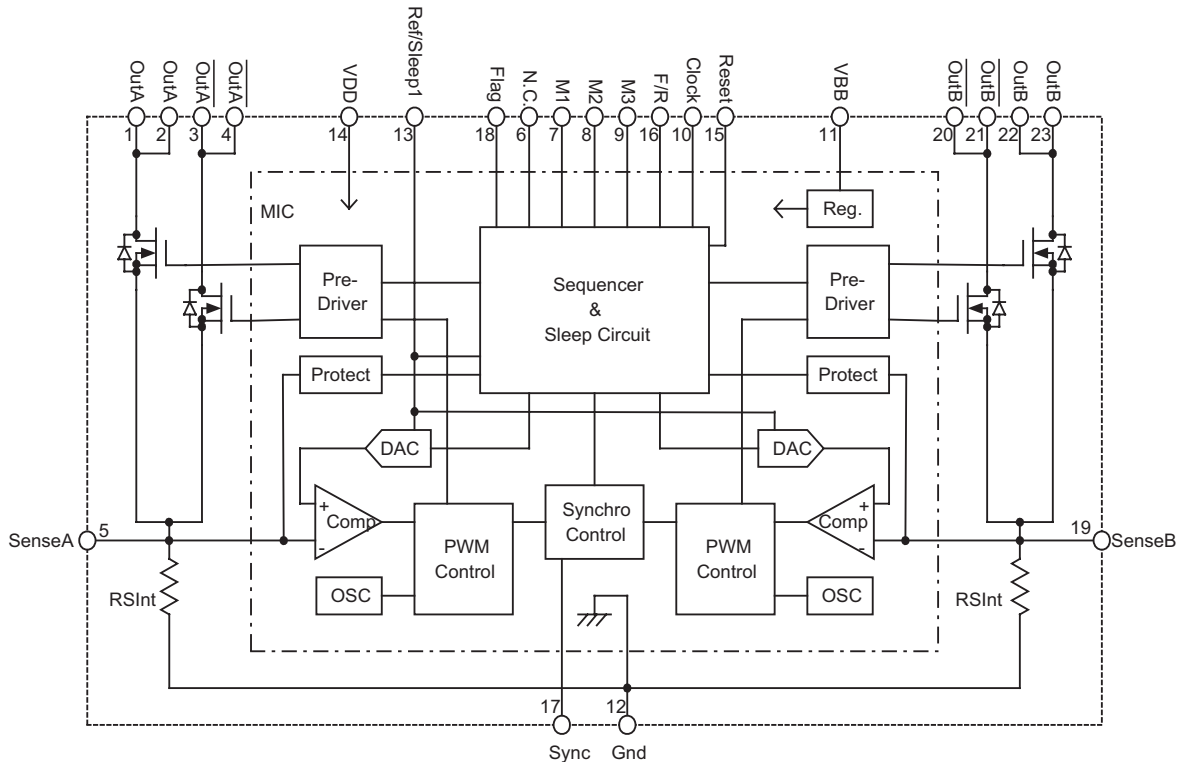 OutA
OutA
OutA
OutA
VDD
Ref/Sleep1
Flag
N.C.
M1
M2
M3
F/R
Clock
Reset
VBB
OutB
OutB
OutB
OutB
1
2
3
4
14
13
18
6
7
8
9
16
10
15
11
20
21
22
23
MIC
Reg.
Pre-
Driver
Sequencer
&
Sleep Circuit
Pre-
Driver
Protect
Protect
DAC
DAC
+
Comp
-
Synchro
Control
+
Comp
-
SenseA
5
19
SenseB
PWM
Control
PWM
Control
RSInt
OSC
OSC
RSInt
17
12
Sync
Gnd